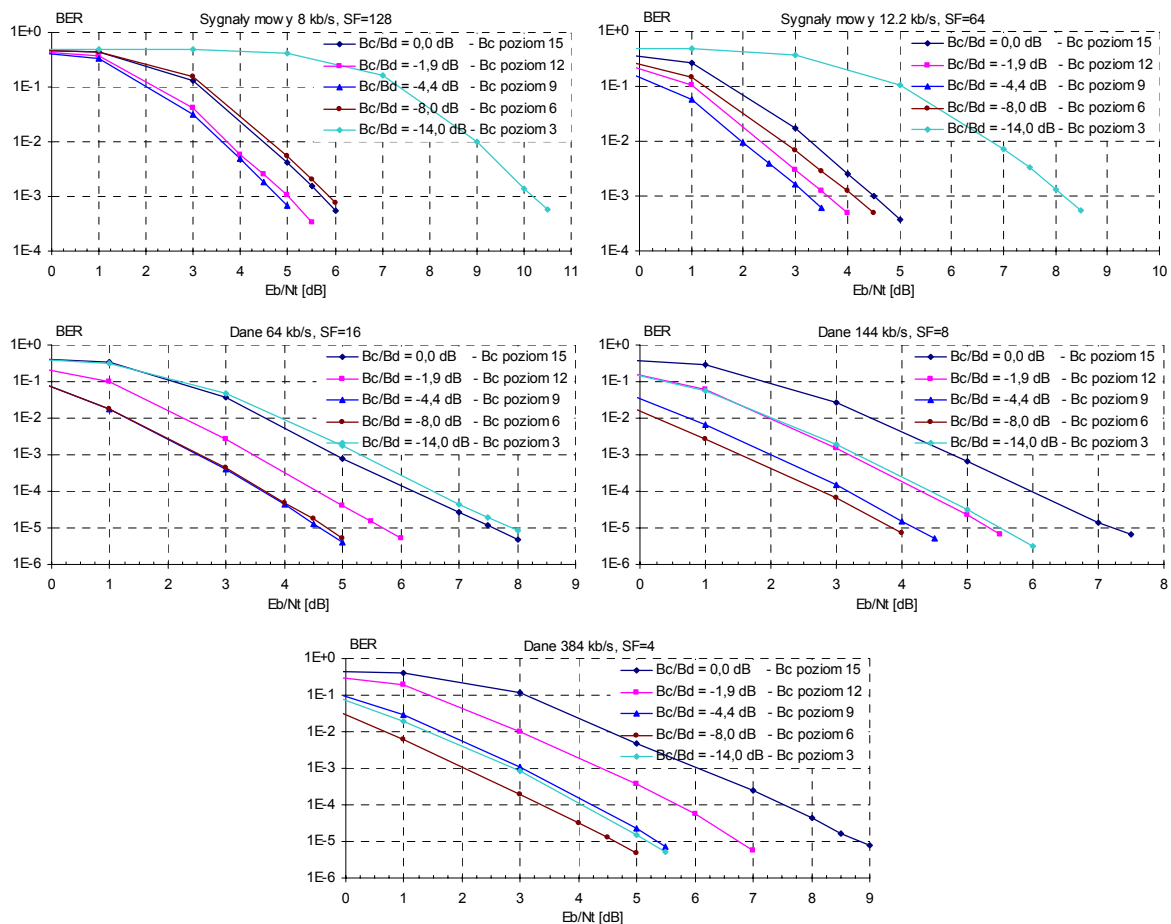 BER
Sygnały mowy 8 kb/s, SF=128
1E+0
1E-1
1E-2
1E-3
1E-4
Bc/Bd = 0,0 dB - Bc poziom 15
Bc/Bd = -1,9 dB - Bc poziom 12
Bc/Bd = -4,4 dB - Bc poziom 9
Bc/Bd = -8,0 dB - Bc poziom 6
Bc/Bd = -14,0 dB - Bc poziom 3
0 1 2 3 4 5 6 7 8 9 10 11
Eb/Nt [dB]
BER
Sygnały mowy 12.2 kb/s, SF=64
1E+0
1E-1
1E-2
1E-3
1E-4
Bc/Bd = 0,0 dB - Bc poziom 15
Bc/Bd = -1,9 dB - Bc poziom 12
Bc/Bd = -4,4 dB - Bc poziom 9
Bc/Bd = -8,0 dB - Bc poziom 6
Bc/Bd = -14,0 dB - Bc poziom 3
0 1 2 3 4 5 6 7 8 9 10
Eb/Nt [dB]
BER
Dane 64 kb/s, SF=16
1E+0
1E-1
1E-2
1E-3
1E-4
1E-5
1E-6
Bc/Bd = 0,0 dB - Bc poziom 15
Bc/Bd = -1,9 dB - Bc poziom 12
Bc/Bd = -4,4 dB - Bc poziom 9
Bc/Bd = -8,0 dB - Bc poziom 6
Bc/Bd = -14,0 dB - Bc poziom 3
0 1 2 3 4 5 6 7 8 9
Eb/Nt [dB]
BER
Dane 144 kb/s, SF=8
1E+0
1E-1
1E-2
1E-3
1E-4
1E-5
1E-6
Bc/Bd = 0,0 dB - Bc poziom 15
Bc/Bd = -1,9 dB - Bc poziom 12
Bc/Bd = -4,4 dB - Bc poziom 9
Bc/Bd = -8,0 dB - Bc poziom 6
Bc/Bd = -14,0 dB - Bc poziom 3
0 1 2 3 4 5 6 7 8
Eb/Nt [dB]
BER
Dane 384 kb/s, SF=4
1E+0
1E-1
1E-2
1E-3
1E-4
1E-5
1E-6
Bc/Bd = 0,0 dB - Bc poziom 15
Bc/Bd = -1,9 dB - Bc poziom 12
Bc/Bd = -4,4 dB - Bc poziom 9
Bc/Bd = -8,0 dB - Bc poziom 6
Bc/Bd = -14,0 dB - Bc poziom 3
0 1 2 3 4 5 6 7 8 9
Eb/Nt [dB]